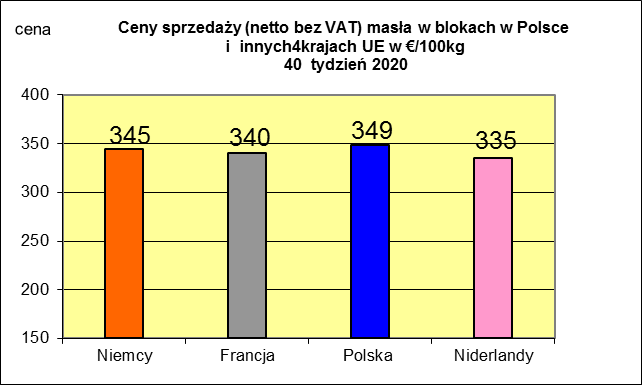 cena
Ceny sprzedaży (netto bez VAT) masła w blokach w Polsce
i innych4krajach UE w €/100kg
40 tydzień 2020
400
350
300
250
200
150
345
340
349
335
Niemcy
Francja
Polska
Niderlandy